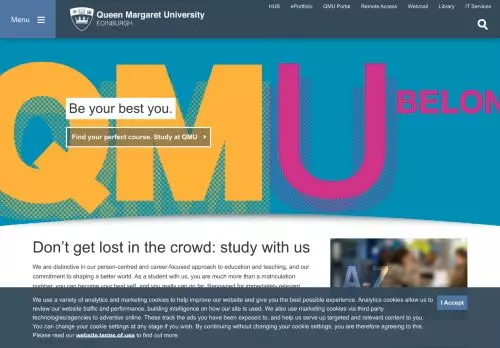 HUB ePortfolio QMU Portal Remote Access Webmail Library IT Services
Menu
Queen Margaret University
EDINBURGH
QMU
BELON
Be your best you.
Find your perfect course. Study at QMU +
Don't get lost in the crowd: study with us
We are distinctive in our person-centred and career-focused approach to education and teaching, and our
commitment to shaping a better world. As a student with us, you are much more than a matriculation
number, you can become your best self, and you really can go far. Renowned for immediately relevant
A-Z
We use a variety of analytics and marketing cookies to help improve our website and give you the best possible experience. Analytics cookies allow us to
review our website traffic and performance, building intelligence on how our site is used. We also use marketing cookies via third party
technologies/agencies to advertise online. These track the ads you have been exposed to, and help us serve up targeted and relevant content to you.
You can change your cookie settings at any stage if you wish. By continuing without changing your cookie settings, you are therefore agreeing to this.
Please read our website terms of use to find out more.
I Accept